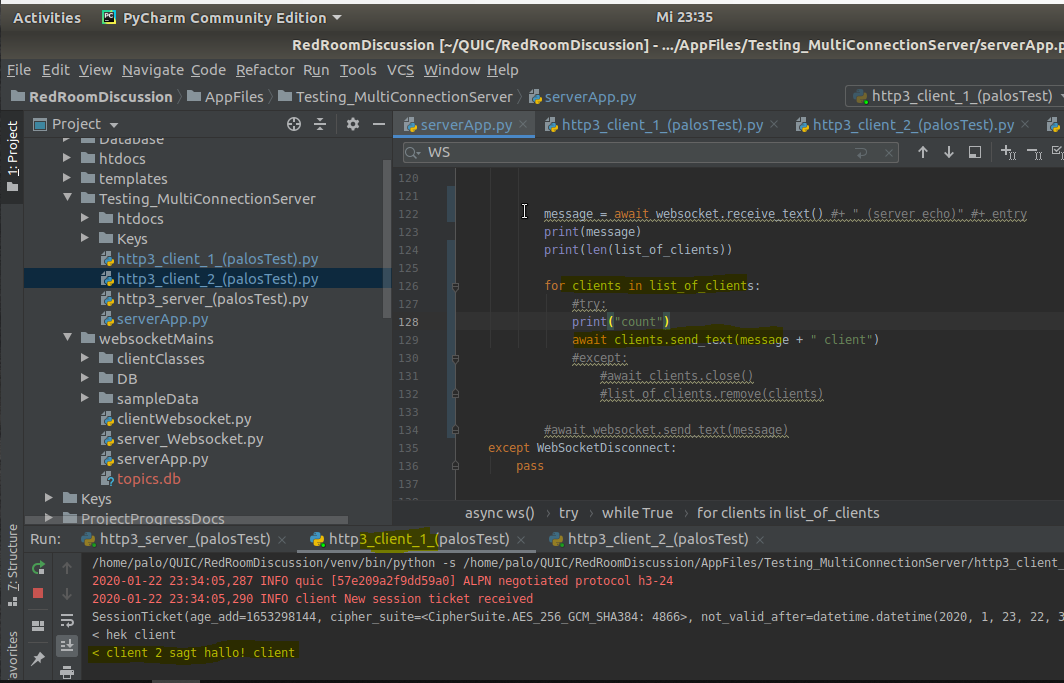 Activities PyCharm Community Edition Mi 23:35
RedRoomDiscussion [~/QUIC/RedRoomDiscussion] - .../AppFiles/Testing_MultiConnectionServer/serverApp.p
File Edit View Navigate Code Refactor Run Tools VCS Window Help
RedRoomDiscussion AppFiles Testing_MultiConnectionServer serverApp.py http3_client_1_(palosTest)
1: Project
Project
serverApp.py http3_client_1_(palosTest).py http3_client_2_(palosTest).py
WS
Database
htdocs
templates
Testing_MultiConnectionServer
htdocs
Keys
http3_client_1_(palosTest).py
http3_client_2_(palosTest).py
http3_server_(palosTest).py
serverApp.py
websocketMains
clientClasses
DB
sampleData
clientWebsocket.py
server_Websocket.py
serverApp.py
topics.db
Keys
ProjectProgressDocs
120
121
122 message = await websocket.receive_text() #+ " (server echo)" #+ entry
123 print(message)
124 print(len(list_of_clients))
125
126 for clients in list_of_clients:
127 #try:
128 print("count")
129 await clients.send_text(message + " client")
130 #except:
131 #await clients.close()
132 #list_of_clients.remove(clients)
133
134 #await websocket.send_text(message)
135 except WebSocketDisconnect:
136 pass
137
async ws() › try › while True › for clients in list_of_clients
7: Structure
avorites
Run: http3_server_(palosTest) http3_client_1_(palosTest) http3_client_2_(palosTest)
/home/palo/QUIC/RedRoomDiscussion/venv/bin/python -s /home/palo/QUIC/RedRoomDiscussion/AppFiles/Testing_MultiConnectionServer/http3_client_
2020-01-22 23:34:05,287 INFO quic [57e209a2f9dd59a0] ALPN negotiated protocol h3-24
2020-01-22 23:34:05,290 INFO client New session ticket received
SessionTicket(age_add=1653298144, cipher_suite=<CipherSuite.AES_256_GCM_SHA384: 4866>, not_valid_after=datetime.datetime(2020, 1, 23, 22, 3
< hek client
< client 2 sagt hallo! client